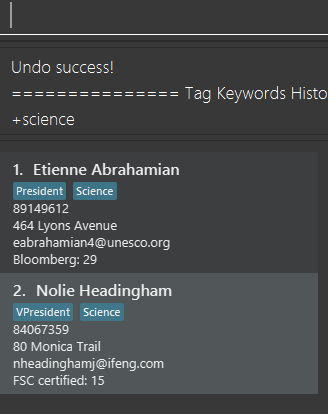 Undo success!
=============== Tag Keywords Histo
+science
1. Etienne Abrahamian
President Science
89149612
464 Lyons Avenue
eabrahamian4@unesco.org
Bloomberg: 29
2. Nolie Headingham
VPresident Science
84067359
80 Monica Trail
nheadinghamj@ifeng.com
FSC certified: 15